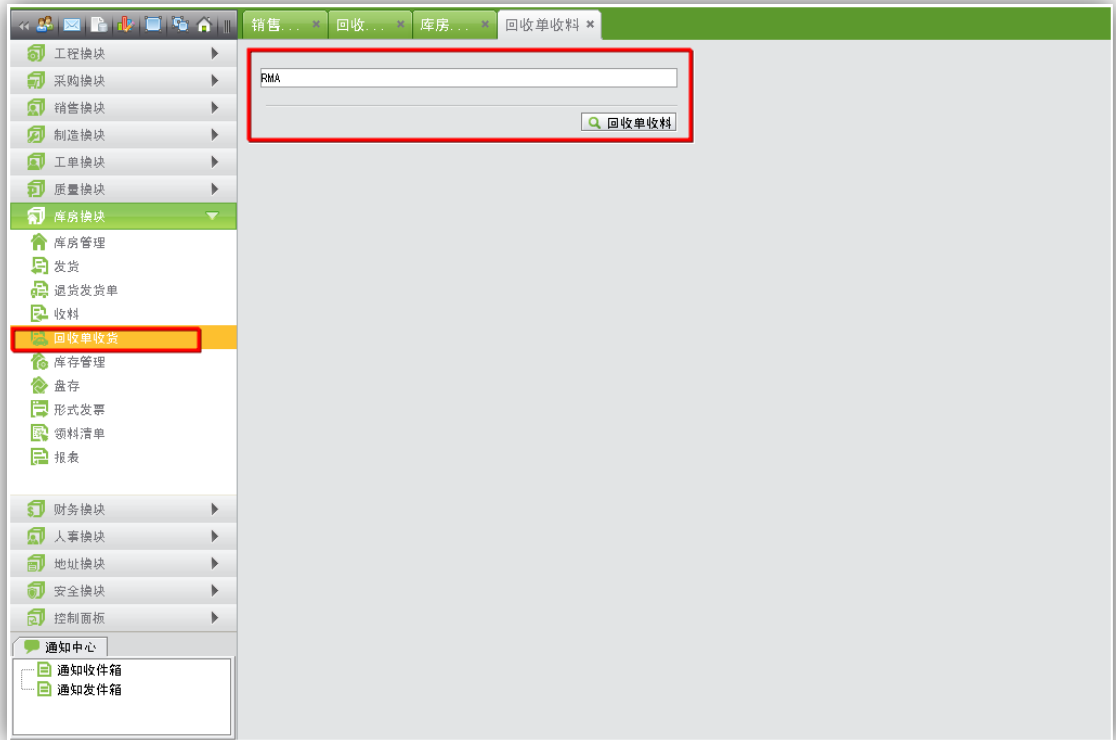 销售... 回收... 库房... 回收单收料
工程模块
采购模块
销售模块
制造模块
工单模块
质量模块
库房模块
库房管理
发货
退货发货单
收料
回收单收货
库存管理
盘存
形式发票
领料清单
报表
财务模块
人事模块
地址模块
安全模块
控制面板
通知中心
通知收件箱
通知发件箱
RMA
回收单收料